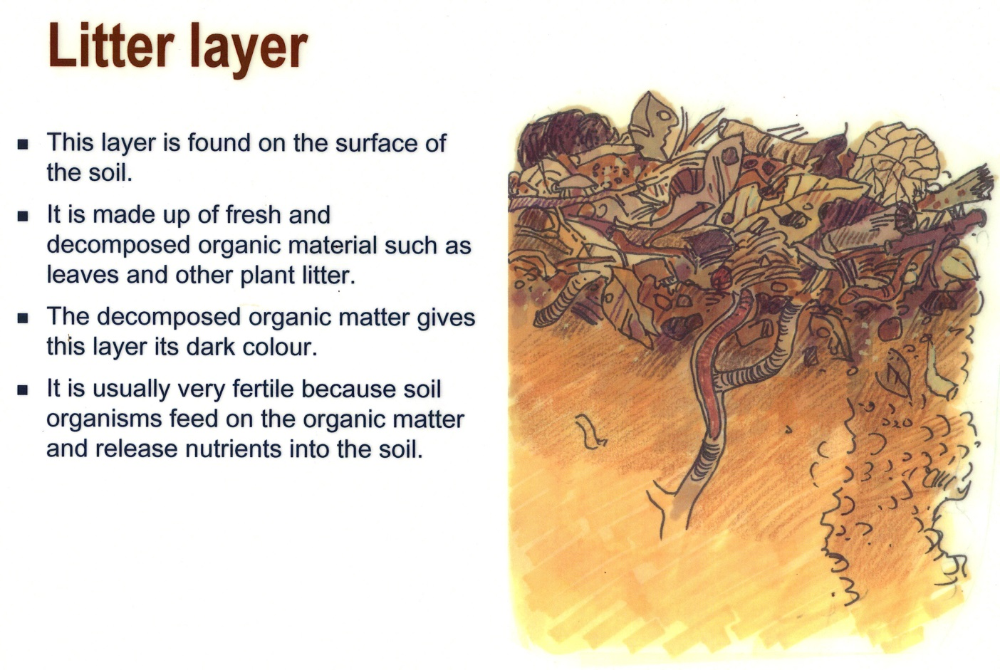 Litter layer
▪ This layer is found on the surface of
the soil.
▪ It is made up of fresh and
decomposed organic material such as
leaves and other plant litter.
▪ The decomposed organic matter gives
this layer its dark colour.
▪ It is usually very fertile because soil
organisms feed on the organic matter
and release nutrients into the soil.